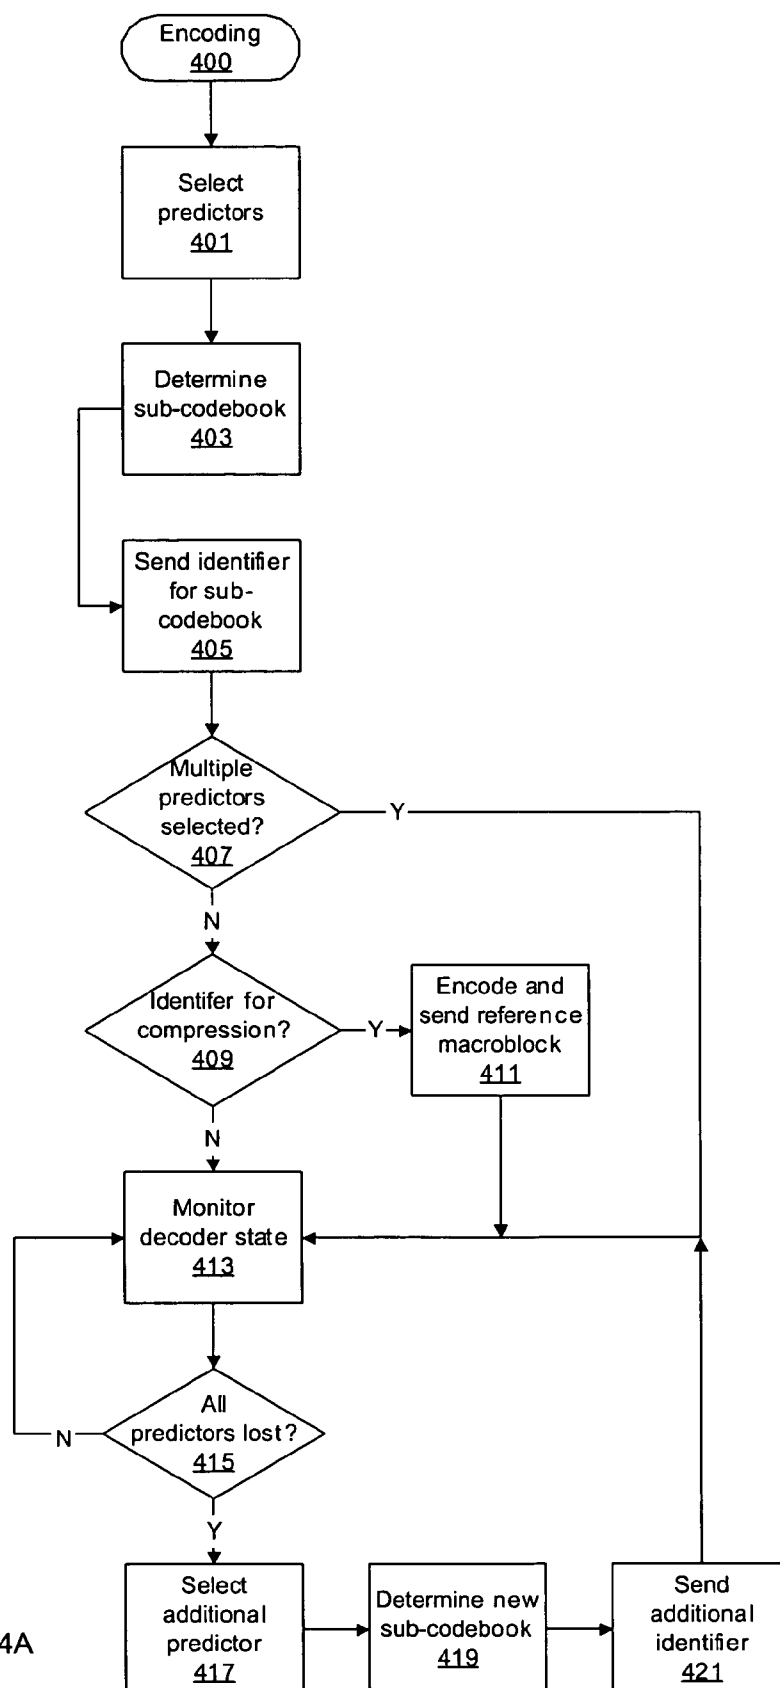 Encoding
400
Select
predictors
401
Determine
sub-codebook
403
Send identifier
for sub-
codebook
405
Multiple
predictors
selected?
407
Y
N
Identifer for
compression?
409
Y
Encode and
send reference
macroblock
411
N
Monitor
decoder state
413
All
predictors lost?
415
N
Y
Select
additional
predictor
417
Determine new
sub-codebook
419
Send
additional
identifier
421
4A